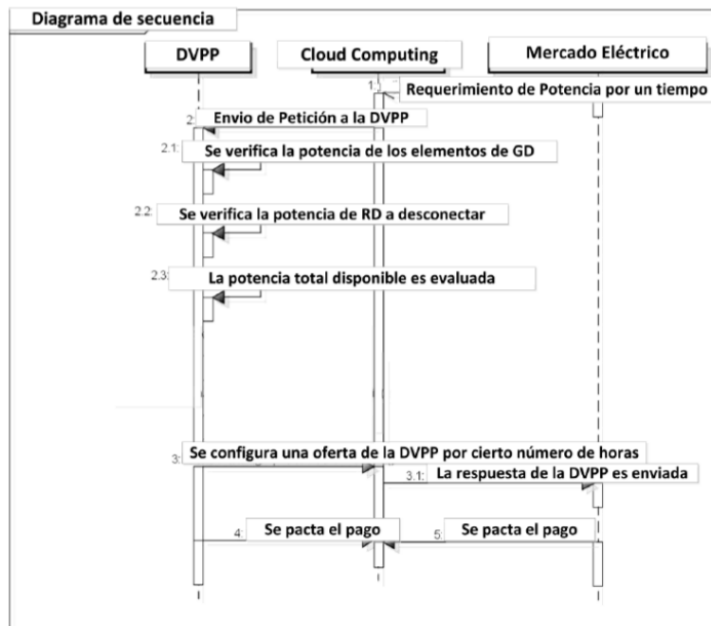 Diagrama de secuencia
DVPP
Cloud Computing
Mercado Eléctrico
1:
Requerimiento de Potencia por un tiempo
2:
Envio de Petición a la DVPP
2.1:
Se verifica la potencia de los elementos de GD
2.2:
Se verifica la potencia de RD a desconectar
2.3:
La potencia total disponible es evaluada
3:
Se configura una oferta de la DVPP por cierto número de horas
3.1:
La respuesta de la DVPP es enviada
4:
Se pacta el pago
5:
Se pacta el pago